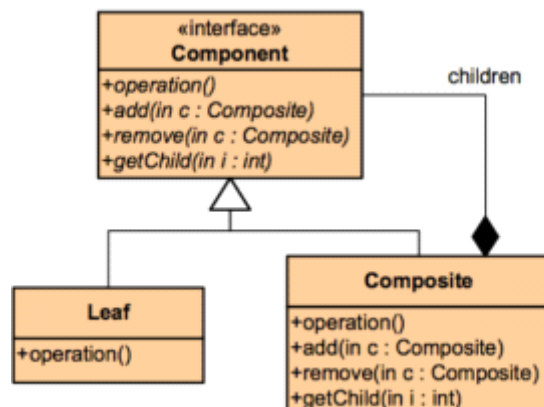 «interface»
Component
+operation()
+add(in c : Composite)
+remove(in c : Composite)
+getChild(in i : int)
children
Leaf
+operation()
Composite
+operation()
+add(in c : Composite)
+remove(in c : Composite)
+getChild(in i : int)